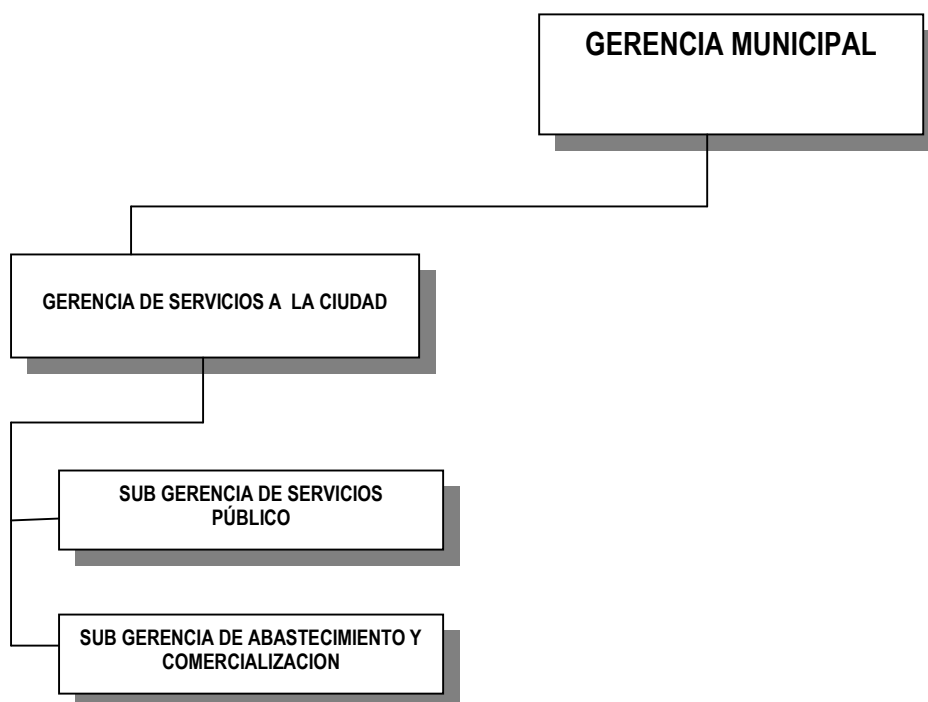 GERENCIA MUNICIPAL
GERENCIA DE SERVICIOS A LA CIUDAD
SUB GERENCIA DE SERVICIOS
PÚBLICO
SUB GERENCIA DE ABASTECIMIENTO Y
COMERCIALIZACION